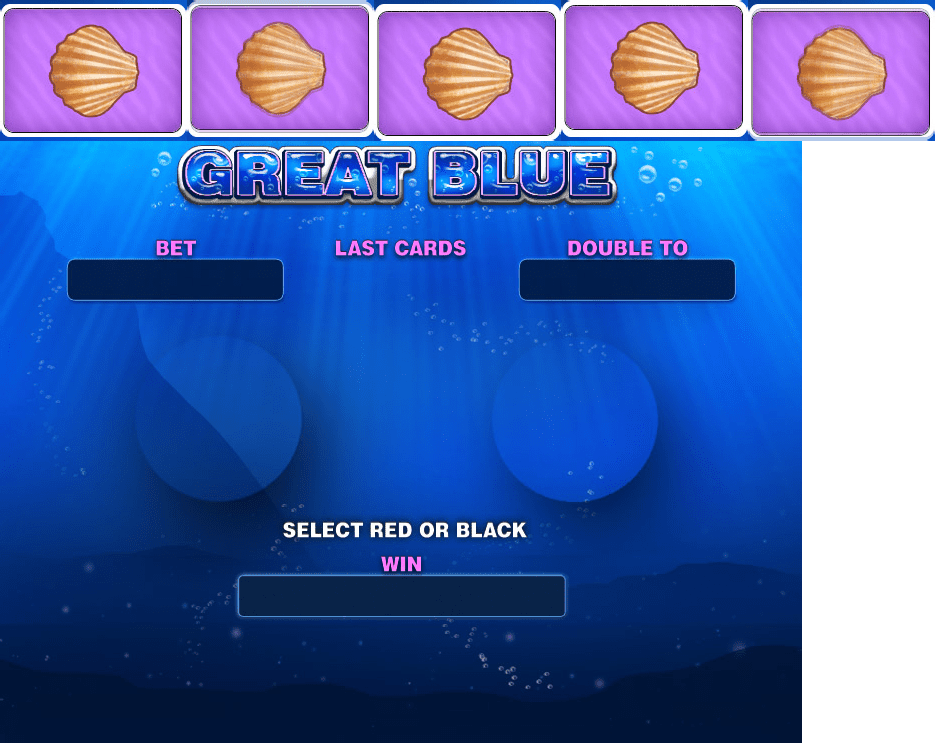 GREAT BLUE
BET LAST CARDS DOUBLE TO
SELECT RED OR BLACK
WIN